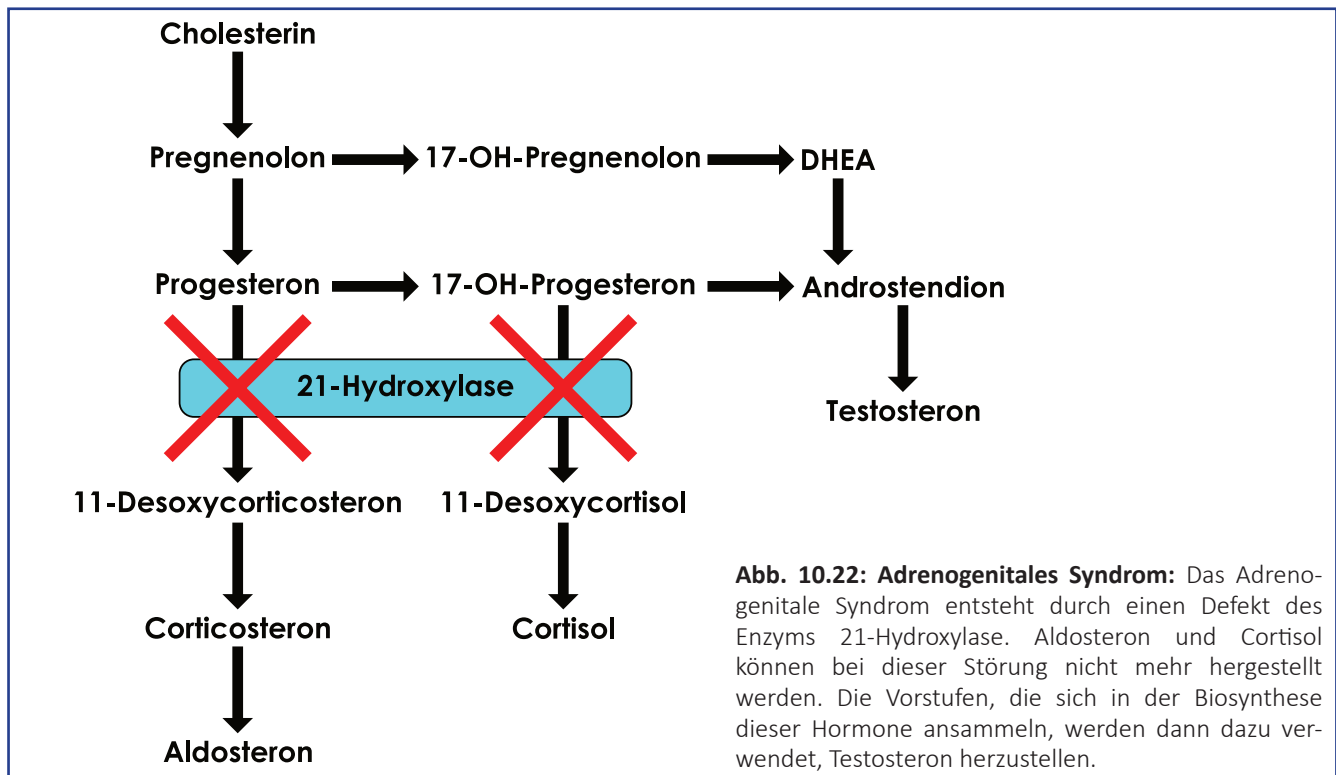 Cholesterin
Pregnenolon 17-OH-Pregnenolon DHEA
Progesteron 17-OH-Progesteron Androstendion
21-Hydroxylase
Testosteron
11-Desoxycorticosteron 11-Desoxycortisol
Corticosteron Cortisol
Aldosteron
Abb. 10.22: Adrenogenitales Syndrom: Das Adreno-
genitale Syndrom entsteht durch einen Defekt des
Enzyms 21-Hydroxylase. Aldosteron und Cortisol
können bei dieser Störung nicht mehr hergestellt
werden. Die Vorstufen, die sich in der Biosynthese
dieser Hormone ansammeln, werden dann dazu ver-
wendet, Testosteron herzustellen.